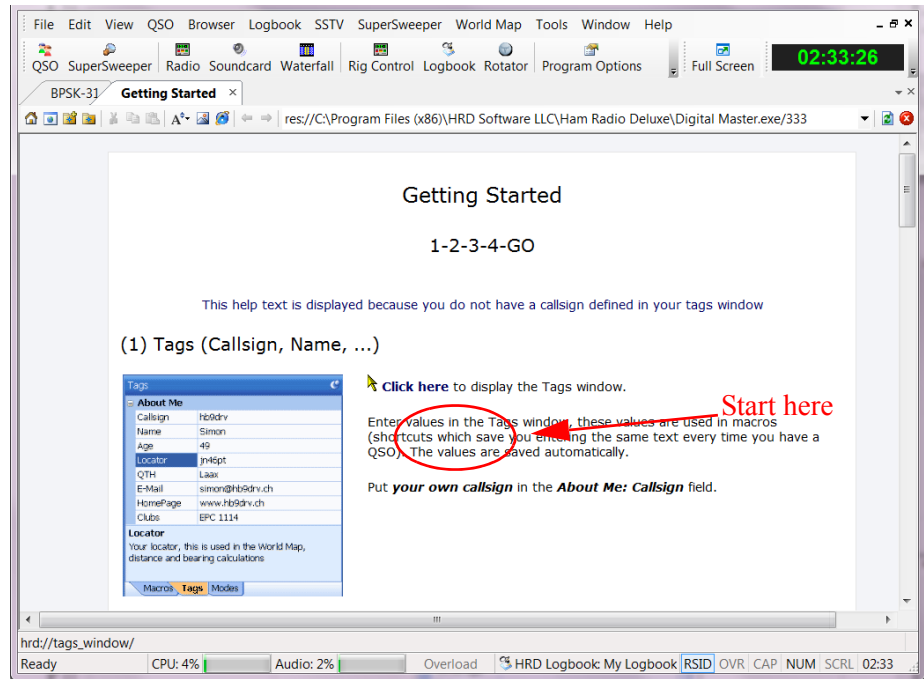 File Edit View QSO Browser Logbook SSTV SuperSweeper World Map Tools Window Help
QSO SuperSweeper Radio Soundcard Waterfall Rig Control Logbook Rotator Program Options Full Screen 02:33:26
BPSK-31 Getting Started
res://C:\Program Files (x86)\HRD Software LLC\Ham Radio Deluxe\Digital Master.exe/333
Getting Started
1-2-3-4-GO
This help text is displayed because you do not have a callsign defined in your tags window
(1) Tags (Callsign, Name, ...)
Tags
About Me
Callsign hb9drv
Name Simon
Age 49
Locator jn46pt
QTH Laax
E-Mail simon@hb9drv.ch
HomePage www.hb9drv.ch
Clubs EPC 1114
Locator
Your locator, this is used in the World Map,
distance and bearing calculations
Macros Tags Modes
Click here to display the Tags window.
Start here
Enter values in the Tags window, these values are used in macros
(shortcuts which save you entering the same text every time you have a
QSO). The values are saved automatically.
Put your own callsign in the About Me: Callsign field.
hrd://tags_window/
Ready CPU: 4% Audio: 2% Overload HRD Logbook: My Logbook RSID OVR CAP NUM SCRL 02:33